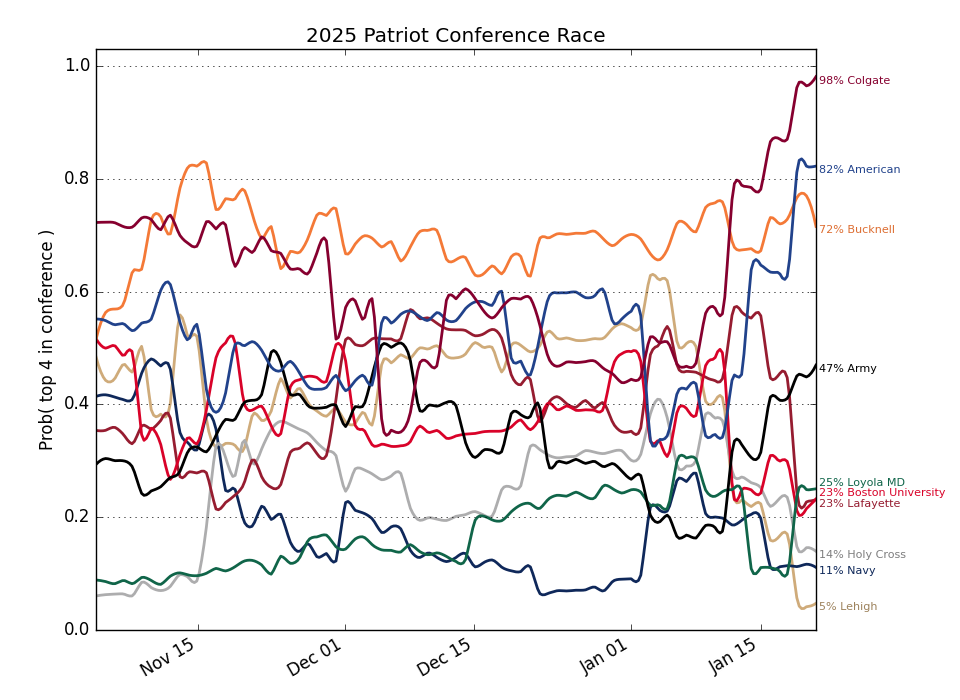 2025 Patriot Conference Race
Prob( top 4 in conference )
1.0
0.8
0.6
0.4
0.2
0.0
Nov 15
Dec 01
Dec 15
Jan 01
Jan 15
98% Colgate
82% American
72% Bucknell
47% Army
25% Loyola MD
23% Boston University
23% Lafayette
14% Holy Cross
11% Navy
5% Lehigh